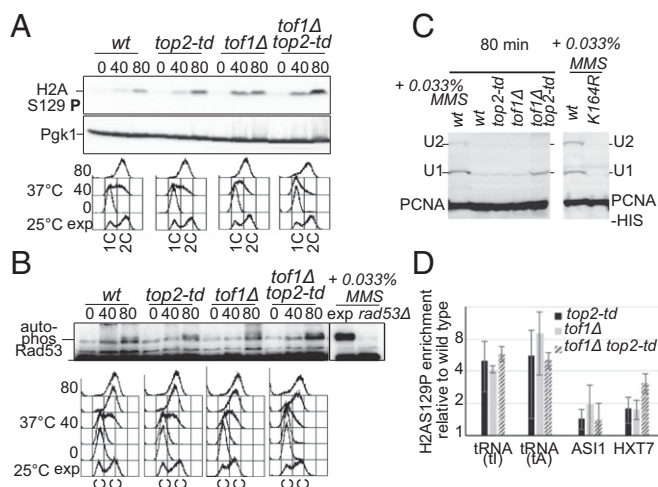 A
wt top2-td tof1Δ tof1Δ top2-td
0 40 80 0 40 80 0 40 80 0 40 80
H2A S129 P
Pgk1
80
37°C 40
0
25°C exp
1C 2C 1C 2C 1C 2C 1C 2C
B
wt top2-td tof1Δ tof1Δ top2-td + 0.033% MMS
0 40 80 0 40 80 0 40 80 0 40 80 exp rad53Δ
auto-phos
Rad53
80
37°C 40
0
25°C exp
C C C C C C C C
C
80 min
+ 0.033% MMS
+ 0.033% MMS
wt wt top2-td tof1Δ tof1Δ top2-td wt K164R
U2 U2
U1 U1
PCNA PCNA -HIS
D
H2AS129P enrichment relative to wild type
top2-td
tof1Δ
tof1Δ top2-td
8
4
2
1
tRNA (tI) tRNA (tA) ASI1 HXT7